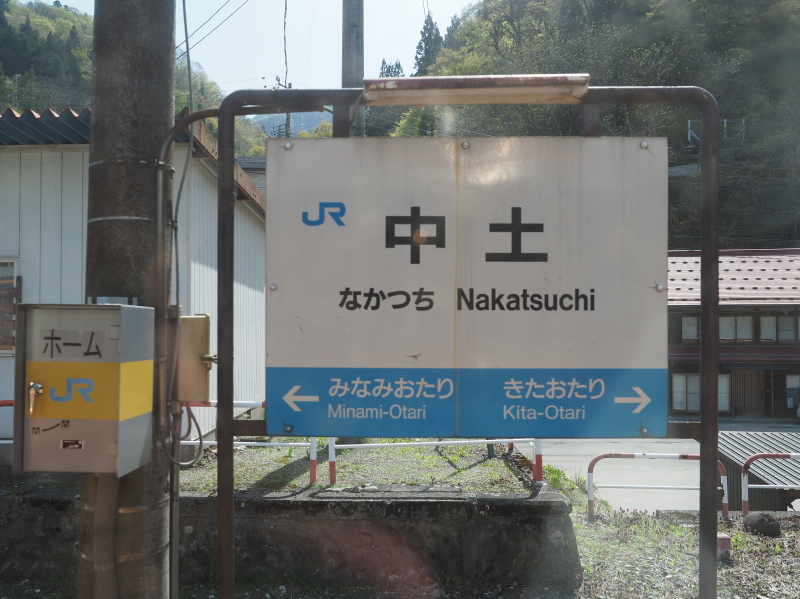 JR
中土
なかつち Nakatsuchi
← みなみおたり
Minami-Otari
きたおたり →
Kita-Otari
ホーム
JR